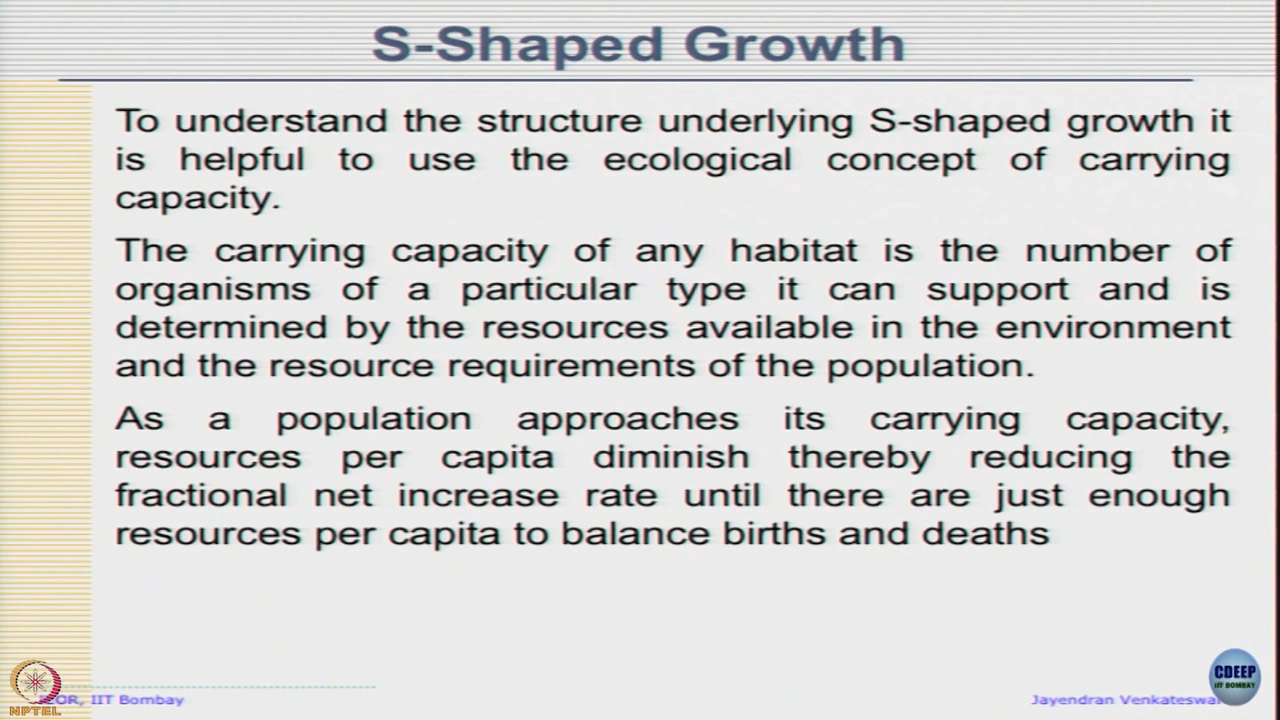 S-Shaped Growth
To understand the structure underlying S-shaped growth it
is helpful to use the ecological concept of carrying
capacity.
The carrying capacity of any habitat is the number of
organisms of a particular type it can support and is
determined by the resources available in the environment
and the resource requirements of the population.
As a population approaches its carrying capacity,
resources per capita diminish thereby reducing the
fractional net increase rate until there are just enough
resources per capita to balance births and deaths
CDEEP
IIT BOMBAY
IIT Bombay
Jayendran
NPTEL